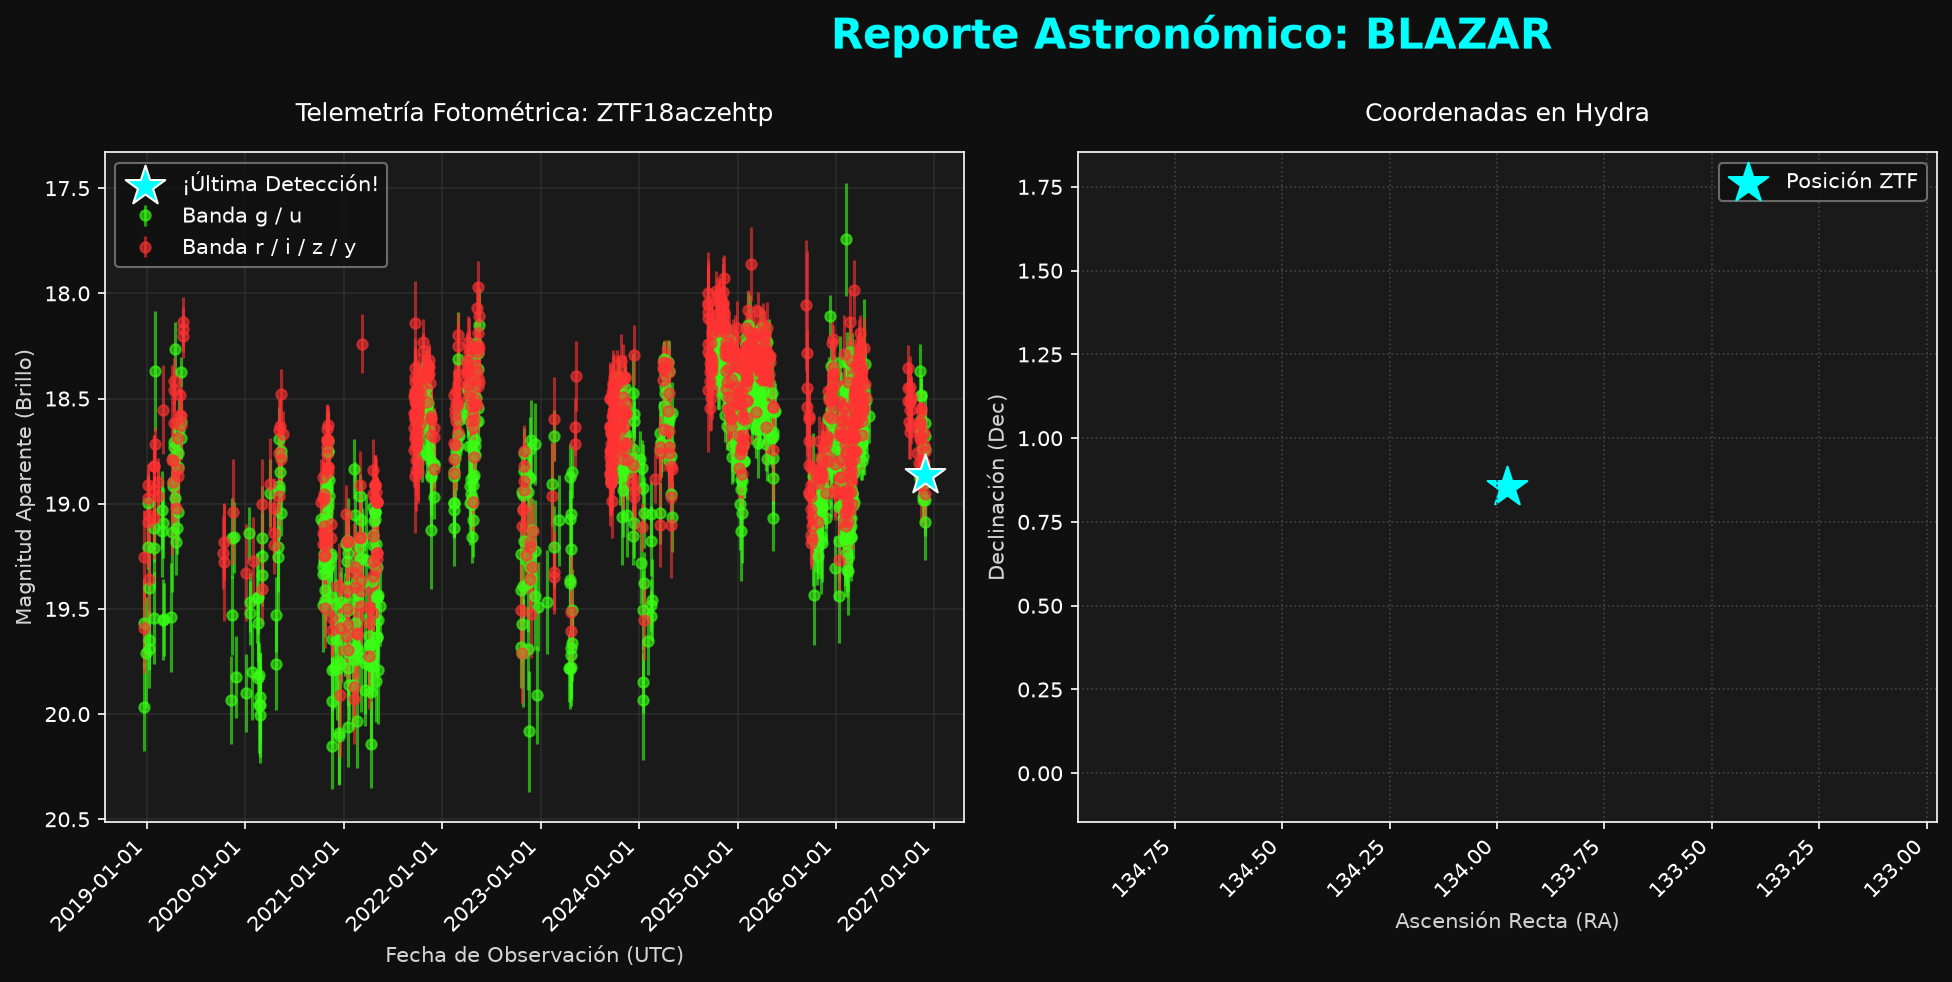 Reporte Astronómico: BLAZAR
Telemetría Fotométrica: ZTF18aczehtp
¡Última Detección!
Banda g / u
Banda r / i / z / y
Magnitud Aparente (Brillo)
17.5
18.0
18.5
19.0
19.5
20.0
20.5
2019-01-01
2020-01-01
2021-01-01
2022-01-01
2023-01-01
2024-01-01
2025-01-01
2026-01-01
2027-01-01
Fecha de Observación (UTC)
Coordenadas en Hydra
Posición ZTF
Declinación (Dec)
1.75
1.50
1.25
1.00
0.75
0.50
0.25
0.00
134.75
134.50
134.25
134.00
133.75
133.50
133.25
133.00
Ascensión Recta (RA)